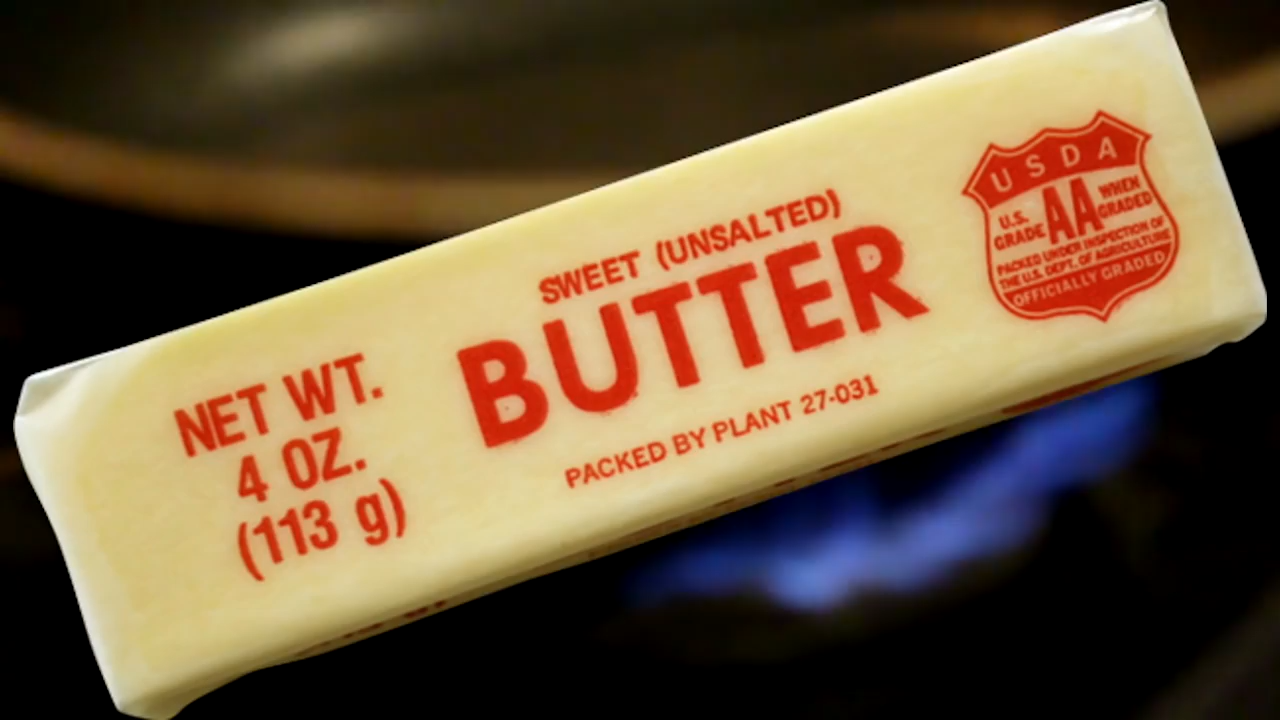 NET WT.
4 OZ.
(113 g)
SWEET (UNSALTED)
BUTTER
PACKED BY PLANT 27-031
USDA
U.S.
GRADE
AA
WHEN
GRADED
PACKED UNDER INSPECTION OF
THE U.S. DEPT. OF AGRICULTURE
OFFICIALLY GRADED